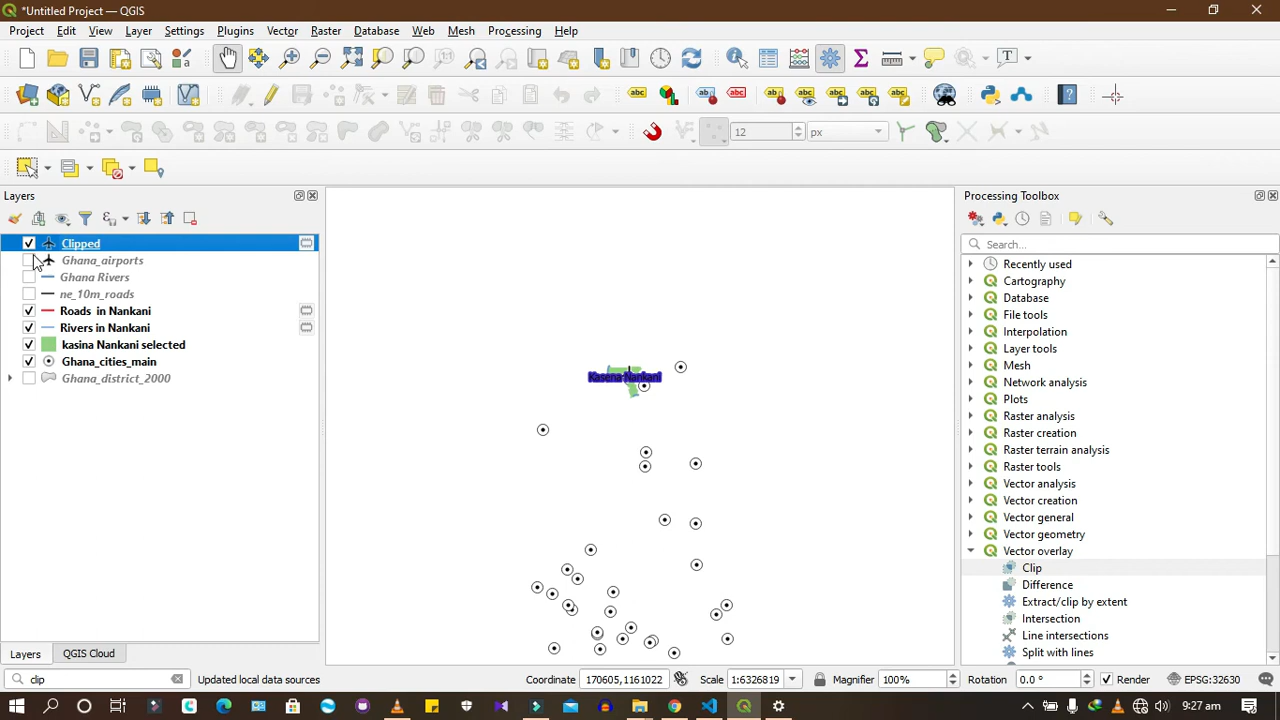 *Untitled Project — QGIS
Project Edit View Layer Settings Plugins Vector Raster Database Web Mesh Processing Help
12 px
Layers
Processing Toolbox
Search...
Clipped
Ghana_airports
Ghana Rivers
ne_10m_roads
Roads in Nankani
Rivers in Nankani
kasina Nankani selected
Ghana_cities_main
Ghana_district_2000
Kasena-Nankani
Recently used
Cartography
Database
File tools
Interpolation
Layer tools
Mesh
Network analysis
Plots
Raster analysis
Raster creation
Raster terrain analysis
Raster tools
Vector analysis
Vector creation
Vector general
Vector geometry
Vector overlay
Clip
Difference
Extract/clip by extent
Intersection
Line intersections
Split with lines
Layers QGIS Cloud
clip Updated local data sources Coordinate 170605,1161022 Scale 1:6326819 Magnifier 100% Rotation 0.0 ° Render EPSG:32630
9:27 am